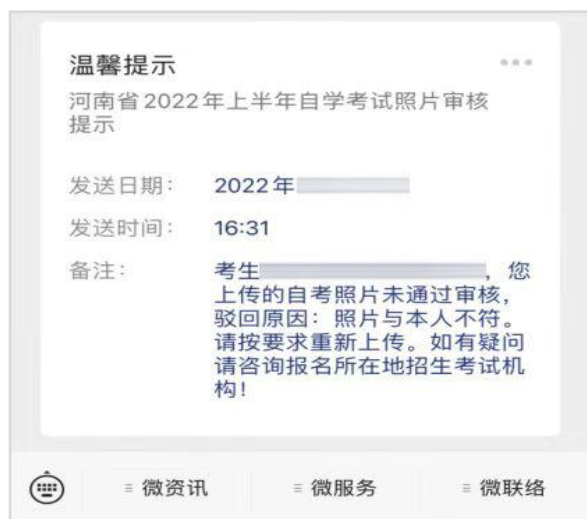 温馨提示
河南省2022年上半年自学考试照片审核
提示
发送日期： 2022年
发送时间： 16:31
备注： 考生 ，您
上传的自考照片未通过审核，
驳回原因：照片与本人不符。
请按要求重新上传。如有疑问
请咨询报名所在地招生考试机
构！
微资讯 微服务 微联络